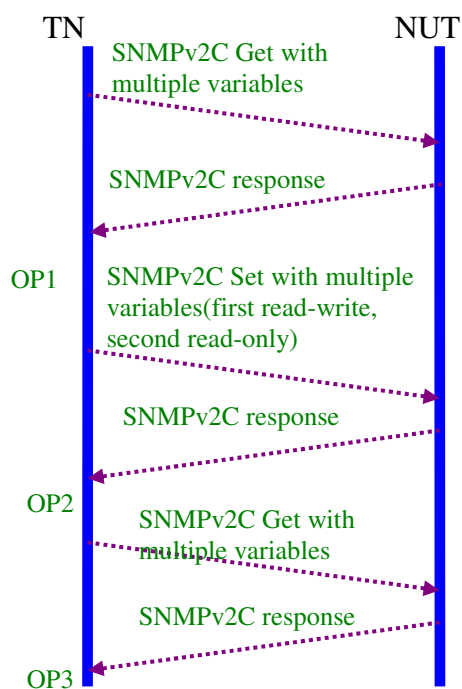 TN
NUT
SNMPv2C Get with
multiple variables
SNMPv2C response
OP1
SNMPv2C Set with multiple
variables(first read-write,
second read-only)
SNMPv2C response
OP2
SNMPv2C Get with
multiple variables
SNMPv2C response
OP3